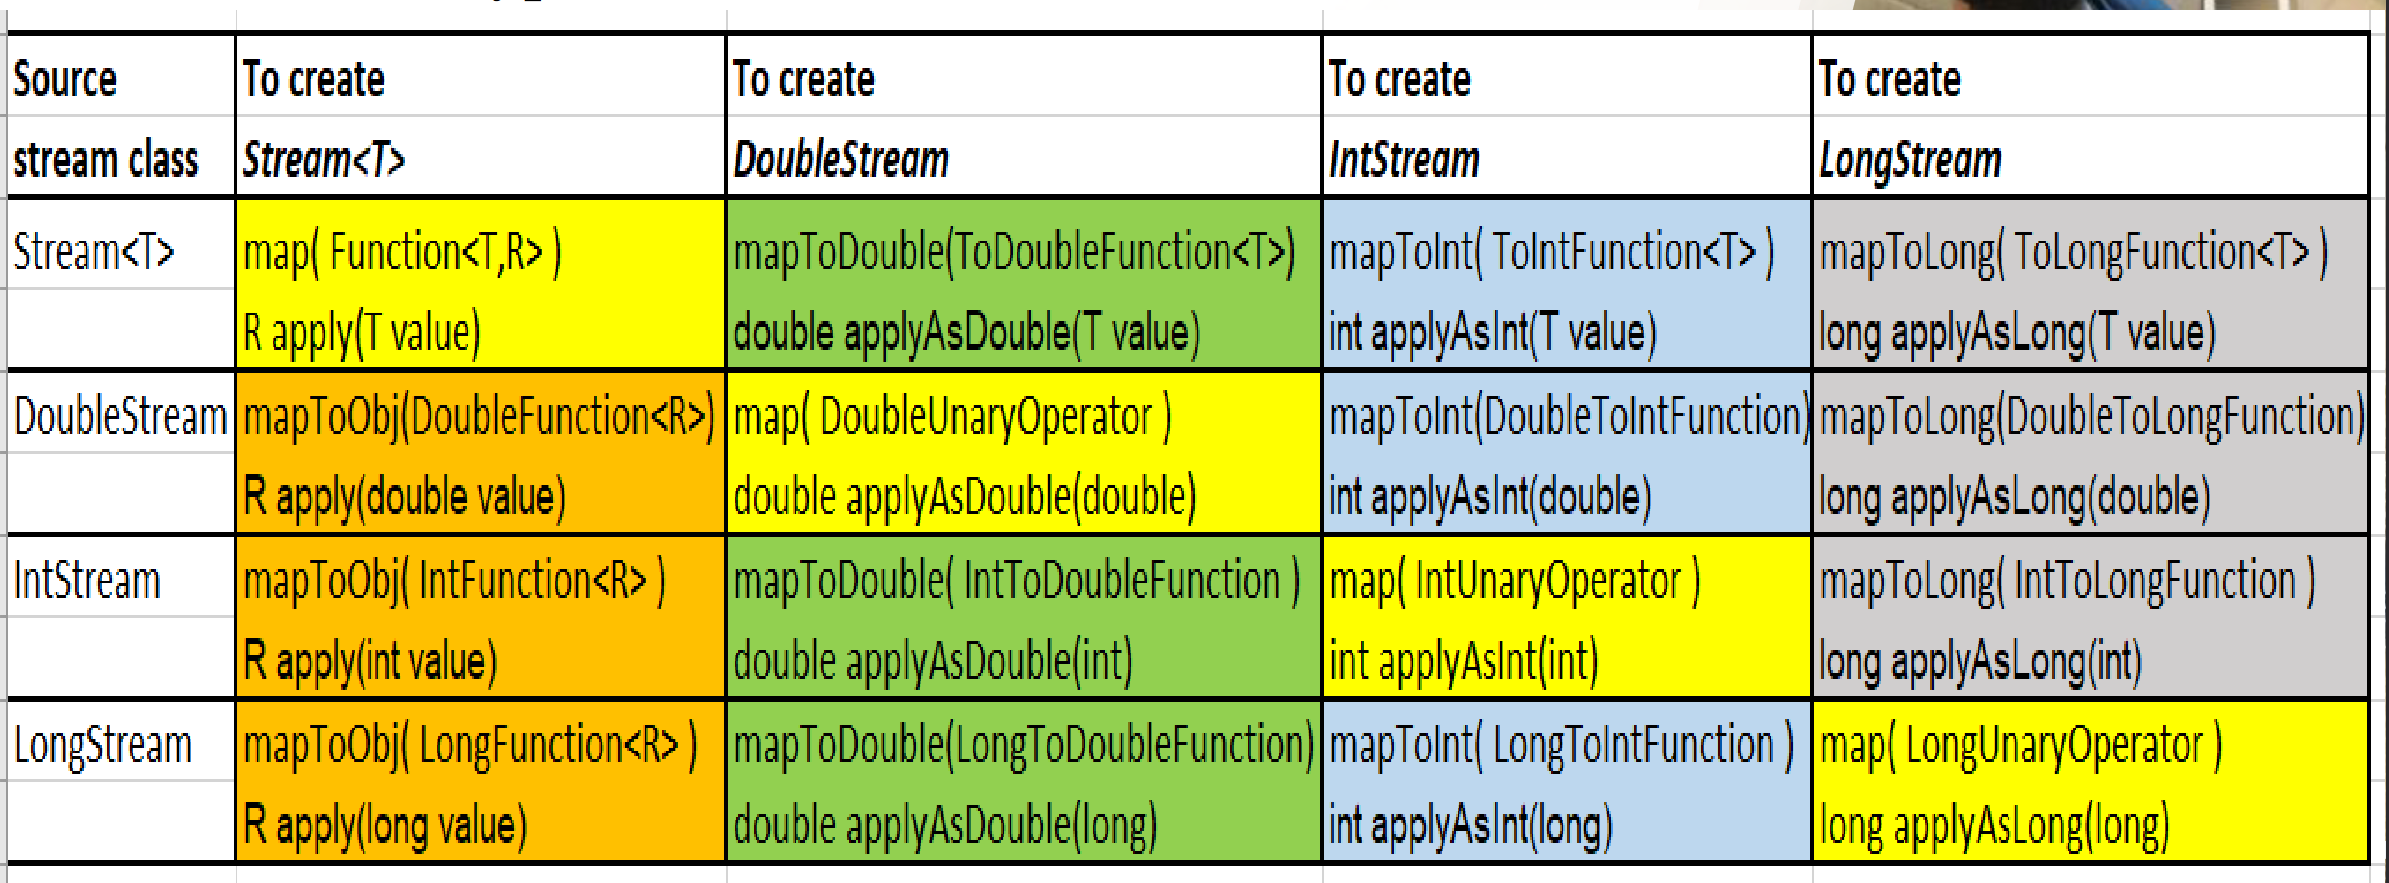 Source To create To create To create To create
stream class Stream<T> DoubleStream IntStream LongStream
Stream<T> map( Function<T,R> ) mapToDouble(ToDoubleFunction<T>) mapToInt( ToIntFunction<T> ) mapToLong( ToLongFunction<T> )
R apply(T value) double applyAsDouble(T value) int applyAsInt(T value) long applyAsLong(T value)
DoubleStream mapToObj(DoubleFunction<R>) map( DoubleUnaryOperator ) mapToInt(DoubleToIntFunction) mapToLong(DoubleToLongFunction)
R apply(double value) double applyAsDouble(double) int applyAsInt(double) long applyAsLong(double)
IntStream mapToObj( IntFunction<R> ) mapToDouble( IntToDoubleFunction ) map( IntUnaryOperator ) mapToLong( IntToLongFunction )
R apply(int value) double applyAsDouble(int) int applyAsInt(int) long applyAsLong(int)
LongStream mapToObj( LongFunction<R> ) mapToDouble(LongToDoubleFunction) mapToInt( LongToIntFunction ) map( LongUnaryOperator )
R apply(long value) double applyAsDouble(long) int applyAsInt(long) long applyAsLong(long)